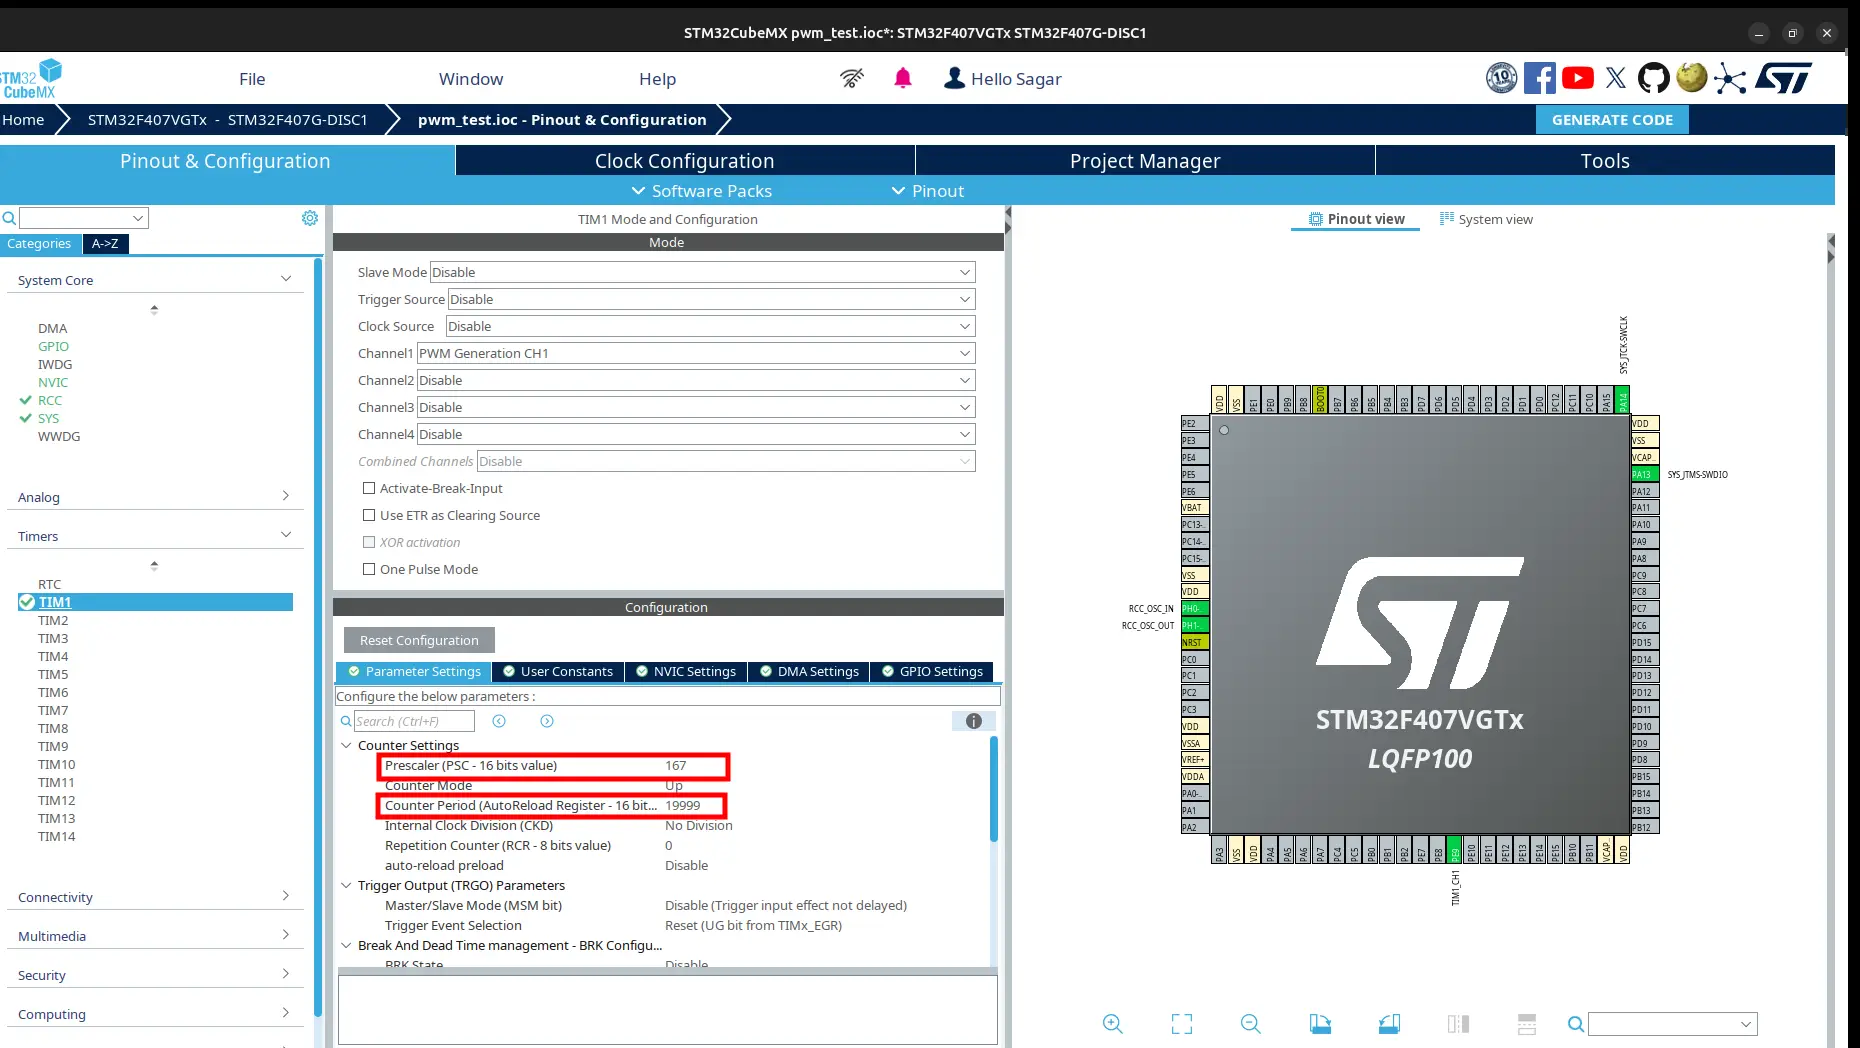 STM32CubeMX pwm_test.ioc*: STM32F407VGTx STM32F407G-DISC1
STM32
CubeMX
File
Window
Help
10
Hello Sagar
Home
STM32F407VGTx - STM32F407G-DISC1
pwm_test.ioc - Pinout & Configuration
GENERATE CODE
Pinout & Configuration
Clock Configuration
Project Manager
Tools
Software Packs
Pinout
Categories
A->Z
System Core
DMA
GPIO
IWDG
NVIC
RCC
SYS
WWDG
Analog
Timers
RTC
TIM1
TIM2
TIM3
TIM4
TIM5
TIM6
TIM7
TIM8
TIM9
TIM10
TIM11
TIM12
TIM13
TIM14
Connectivity
Multimedia
Security
Computing
TIM1 Mode and Configuration
Mode
Slave Mode Disable
Trigger Source Disable
Clock Source Disable
Channel1 PWM Generation CH1
Channel2 Disable
Channel3 Disable
Channel4 Disable
Combined Channels Disable
Activate-Break-Input
Use ETR as Clearing Source
XOR activation
One Pulse Mode
Configuration
Reset Configuration
Parameter Settings
User Constants
NVIC Settings
DMA Settings
GPIO Settings
Configure the below parameters :
Search (Ctrl+F)
Counter Settings
Prescaler (PSC - 16 bits value) 167
Counter Mode Up
Counter Period (AutoReload Register - 16 bit... 19999
Internal Clock Division (CKD) No Division
Repetition Counter (RCR - 8 bits value) 0
auto-reload preload Disable
Trigger Output (TRGO) Parameters
Master/Slave Mode (MSM bit) Disable (Trigger input effect not delayed)
Trigger Event Selection Reset (UG bit from TIMx_EGR)
Break And Dead Time management - BRK Configu...
BRK State Disable
Pinout view
System view
SYS_JTCK-SWCLK
VDD VSS PE1 PE0 PB9 PB8 BOOT0 PB7 PB6 PB5 PB4 PB3 PD7 PD6 PD5 PD4 PD3 PD2 PD1 PD0 PC12 PC11 PC10 PA15 PA14
PE2
PE3
PE4
PE5
PE6
VBAT
PC13-..
PC14-..
PC15-..
VSS
VDD
RCC_OSC_IN PH0-..
RCC_OSC_OUT PH1-..
NRST
PC0
PC1
PC2
PC3
VDD
VSSA
VREF+
VDDA
PA0-..
PA1
PA2
STM32F407VGTx
LQFP100
VDD
VSS
VCAP..
PA13 SYS_JTMS-SWDIO
PA12
PA11
PA10
PA9
PA8
PC9
PC8
PC7
PC6
PD15
PD14
PD13
PD12
PD11
PD10
PD9
PD8
PB15
PB14
PB13
PB12
PA3 VSS VDD PA4 PA5 PA6 PA7 PC4 PC5 PB0 PB1 PB2 PE7 PE8 PE9 PE10 PE11 PE12 PE13 PE14 PE15 PB10 PB11 VCAP.. VDD
TIM1_CH1